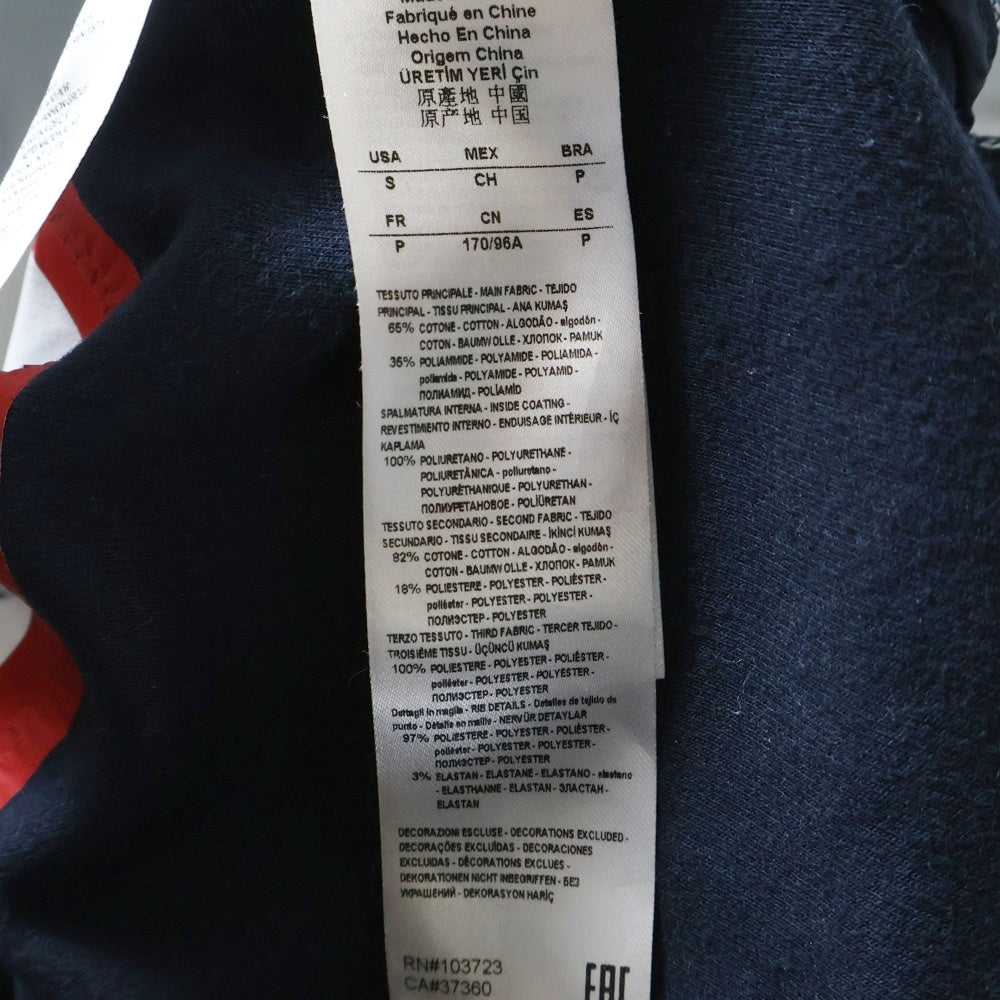 Fabriqué en Chine
Hecho En China
Origem China
ÜRETİM YERİ Çin
原產地 中國
原产地 中国
USA MEX BRA
S CH P
FR CN ES
P 170/96A P
TESSUTO PRINCIPALE - MAIN FABRIC - TEJIDO
PRINCIPAL - TISSU PRINCIPAL - ANA KUMAŞ
65% COTONE - COTTON - ALGODÃO - algodón -
COTON - BAUMWOLLE - ХЛОПОК - PAMUK
35% POLIAMMIDE - POLYAMIDE - POLIAMIDA -
poliamida - POLYAMIDE - POLYAMID -
ПОЛИАМИД - POLİAMİD
SPALMATURA INTERNA - INSIDE COATING -
REVESTIMIENTO INTERNO - ENDUISAGE INTÉRIEUR - İÇ
KAPLAMA
100% POLIURETANO - POLYURETHANE -
POLIURETÂNICA - poliuretano -
POLYURÉTHANIQUE - POLYURETHAN -
ПОЛИУРЕТАНОВОЕ - POLİÜRETAN
TESSUTO SECONDARIO - SECOND FABRIC - TEJIDO
SECUNDARIO - TISSU SECONDAIRE - İKİNCİ KUMAŞ
82% COTONE - COTTON - ALGODÃO - algodón -
COTON - BAUMWOLLE - ХЛОПОК - PAMUK
18% POLIESTERE - POLYESTER - POLIÉSTER -
poliéster - POLYESTER - POLYESTER -
ПОЛИЭСТЕР - POLYESTER
TERZO TESSUTO - THIRD FABRIC - TERCER TEJIDO -
TROISIÈME TISSU - ÜÇÜNCÜ KUMAŞ
100% POLIESTERE - POLYESTER - POLIÉSTER -
poliéster - POLYESTER - POLYESTER -
ПОЛИЭСТЕР - POLYESTER
Dettagli in maglia - RIB DETAILS - Detalles de tejido de
punto - Détails en maille - NERVÜR DETAYLAR
97% POLIESTERE - POLYESTER - POLIÉSTER -
poliéster - POLYESTER - POLYESTER -
ПОЛИЭСТЕР - POLYESTER
3% ELASTAN - ELASTANE - ELASTANO - elastano
- ELASTHANNE - ELASTAN - ЭЛАСТАН -
ELASTAN
DECORAZIONI ESCLUSE - DECORATIONS EXCLUDED -
DECORAÇÕES EXCLUÍDAS - DECORACIONES
EXCLUIDAS - DÉCORATIONS EXCLUES -
DEKORATIONEN NICHT INBEGRIFFEN - БЕЗ
УКРАШЕНИЙ - DEKORASYON HARİÇ
RN#103723
CA#37360
EAC